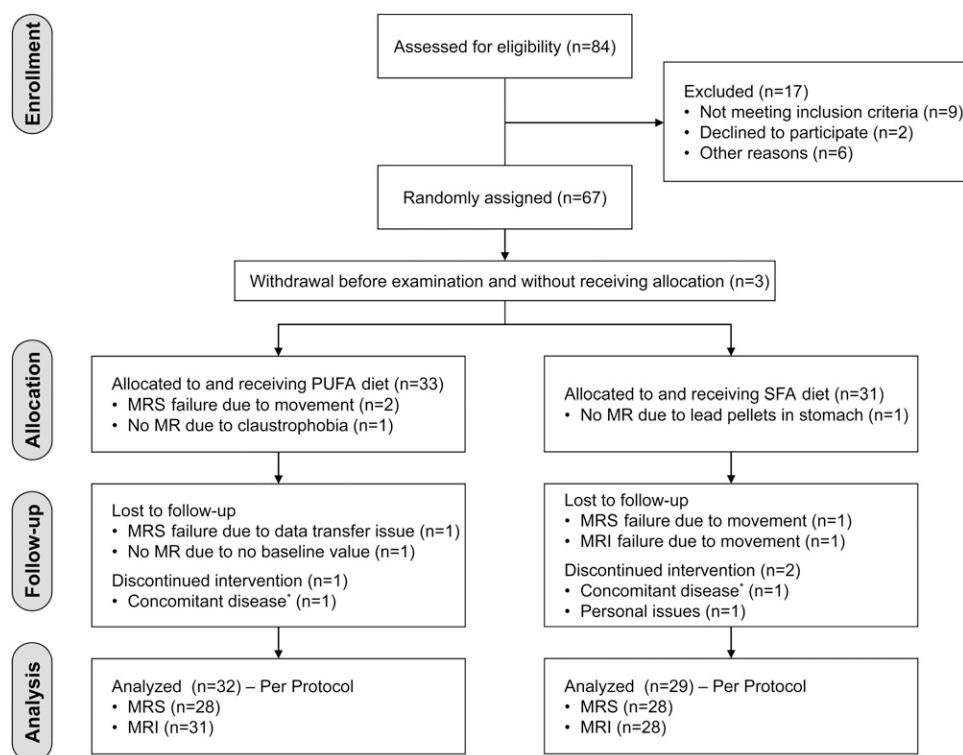 Enrollment
Assessed for eligibility (n=84)
Excluded (n=17)
• Not meeting inclusion criteria (n=9)
• Declined to participate (n=2)
• Other reasons (n=6)
Randomly assigned (n=67)
Withdrawal before examination and without receiving allocation (n=3)
Allocation
Allocated to and receiving PUFA diet (n=33)
• MRS failure due to movement (n=2)
• No MR due to claustrophobia (n=1)
Allocated to and receiving SFA diet (n=31)
• No MR due to lead pellets in stomach (n=1)
Follow-up
Lost to follow-up
• MRS failure due to data transfer issue (n=1)
• No MR due to no baseline value (n=1)
Discontinued intervention (n=1)
• Concomitant disease* (n=1)
Lost to follow-up
• MRS failure due to movement (n=1)
• MRI failure due to movement (n=1)
Discontinued intervention (n=2)
• Concomitant disease* (n=1)
• Personal issues (n=1)
Analysis
Analyzed (n=32) – Per Protocol
• MRS (n=28)
• MRI (n=31)
Analyzed (n=29) – Per Protocol
• MRS (n=28)
• MRI (n=28)